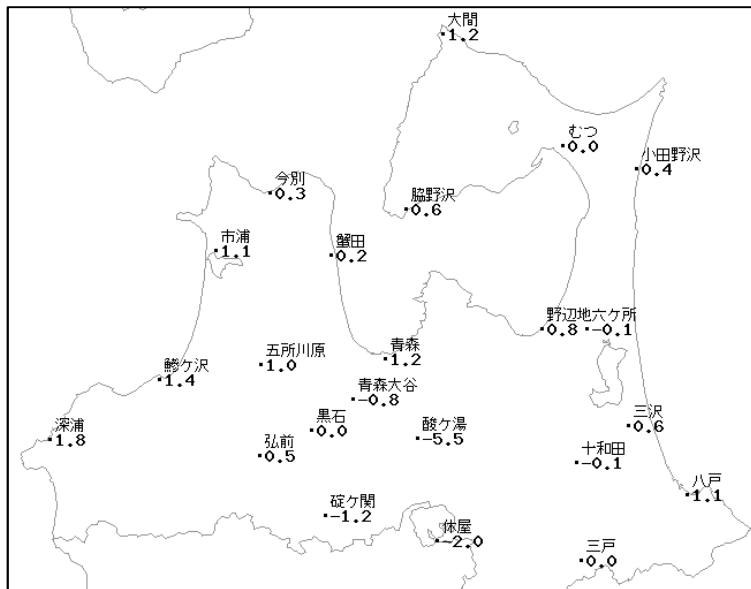 大間
1.2
むつ
0.0
小田野沢
0.4
今別
0.3
脇野沢
0.6
市浦
1.1
蟹田
0.2
野辺地
0.8
六ケ所
-0.1
青森
1.2
五所川原
1.0
鰺ケ沢
1.4
青森大谷
-0.8
黒石
0.0
酸ケ湯
-5.5
三沢
0.6
深浦
1.8
弘前
0.5
十和田
-0.1
八戸
1.1
碇ケ関
-1.2
休屋
-2.0
三戸
0.0